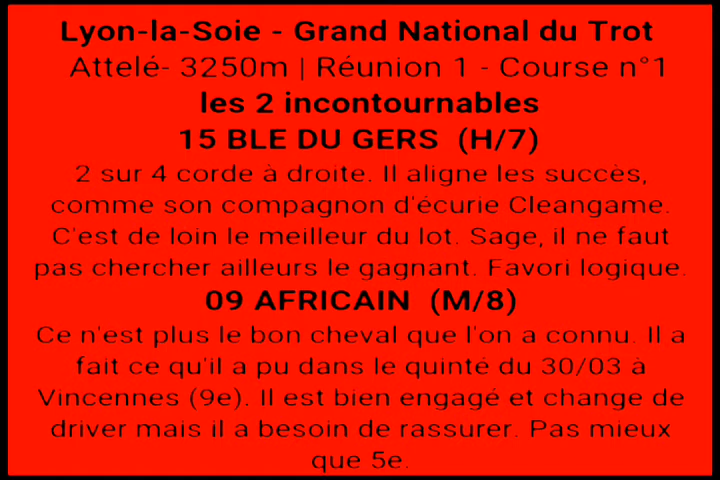 Lyon-la-Soie - Grand National du Trot
Attelé- 3250m | Réunion 1 - Course n°1
les 2 incontournables
15 BLE DU GERS (H/7)
2 sur 4 corde à droite. Il aligne les succès,
comme son compagnon d'écurie Cleangame.
C'est de loin le meilleur du lot. Sage, il ne faut
pas chercher ailleurs le gagnant. Favori logique.
09 AFRICAIN (M/8)
Ce n'est plus le bon cheval que l'on a connu. Il a
fait ce qu'il a pu dans le quinté du 30/03 à
Vincennes (9e). Il est bien engagé et change de
driver mais il a besoin de rassurer. Pas mieux
que 5e.